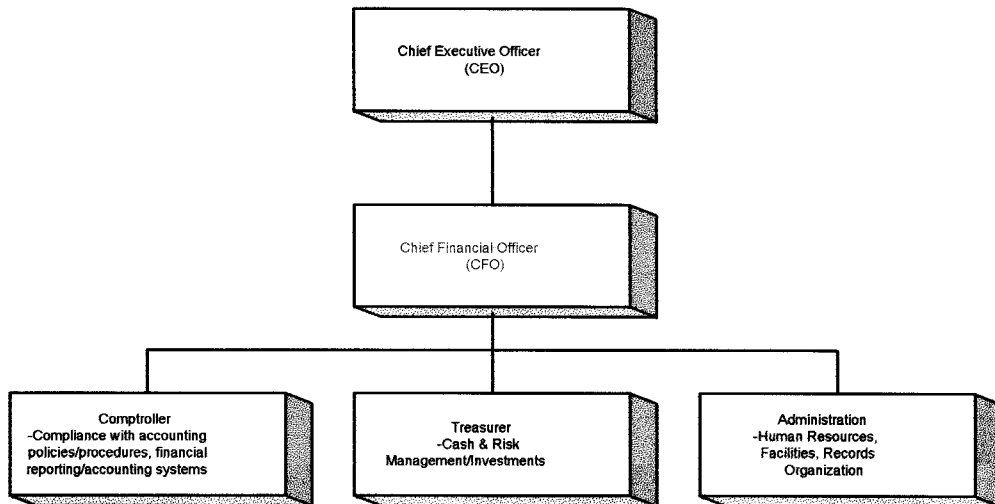 Chief Executive Officer
(CEO)
Chief Financial Officer
(CFO)
Comptroller
-Compliance with accounting
policies/procedures, financial
reporting/accounting systems
Treasurer
-Cash & Risk
Management/Investments
Administration
-Human Resources,
Facilities, Records
Organization